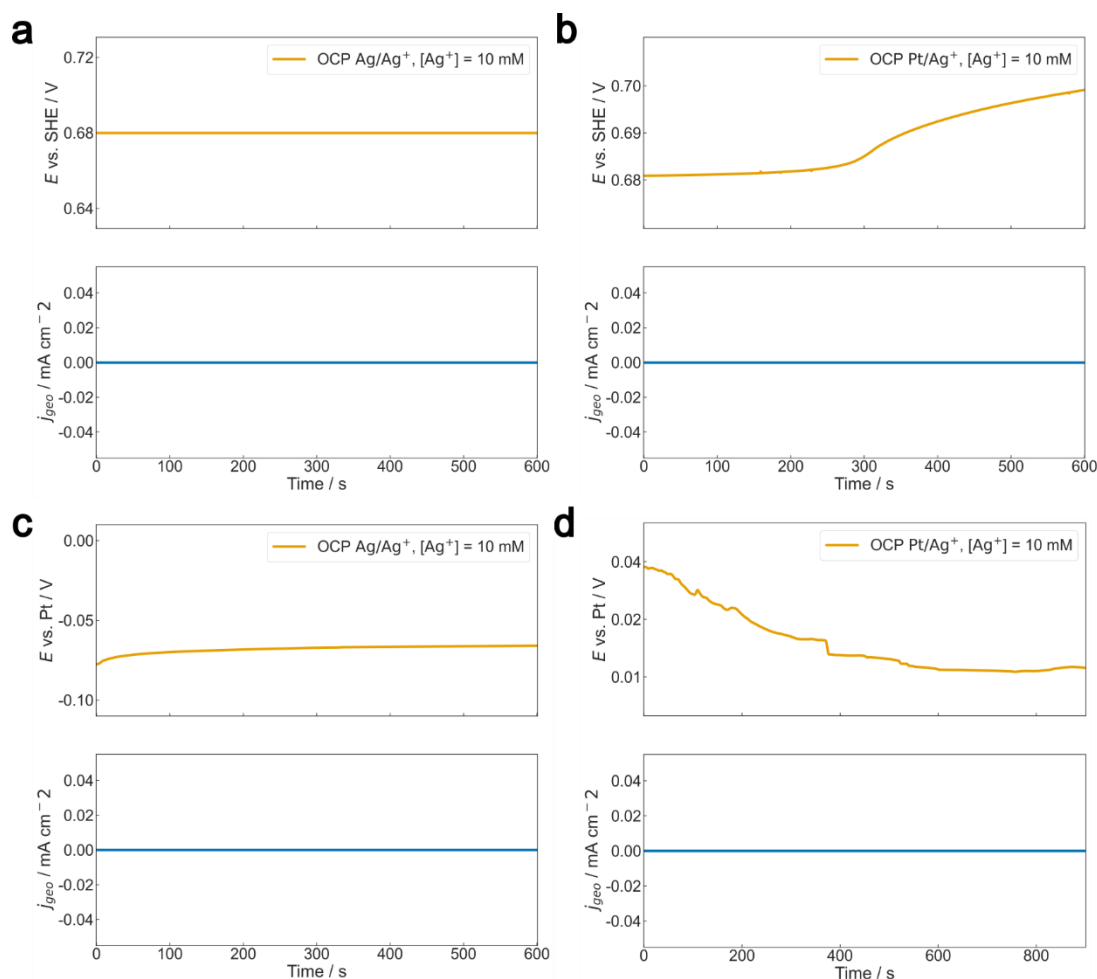 a
OCP Ag/Ag⁺, [Ag⁺] = 10 mM
E vs. SHE / V
0.72
0.68
0.64
j_geo / mA cm⁻ 2
0.04
0.02
0.00
-0.02
-0.04
0 100 200 300 400 500 600
Time / s
b
OCP Pt/Ag⁺, [Ag⁺] = 10 mM
E vs. SHE / V
0.70
0.69
0.68
j_geo / mA cm⁻ 2
0.04
0.02
0.00
-0.02
-0.04
0 100 200 300 400 500 600
Time / s
c
OCP Ag/Ag⁺, [Ag⁺] = 10 mM
E vs. Pt / V
0.00
-0.05
-0.10
j_geo / mA cm⁻ 2
0.04
0.02
0.00
-0.02
-0.04
0 100 200 300 400 500 600
Time / s
d
OCP Pt/Ag⁺, [Ag⁺] = 10 mM
E vs. Pt / V
0.04
0.02
0.01
j_geo / mA cm⁻ 2
0.04
0.02
0.00
-0.02
-0.04
0 200 400 600 800
Time / s